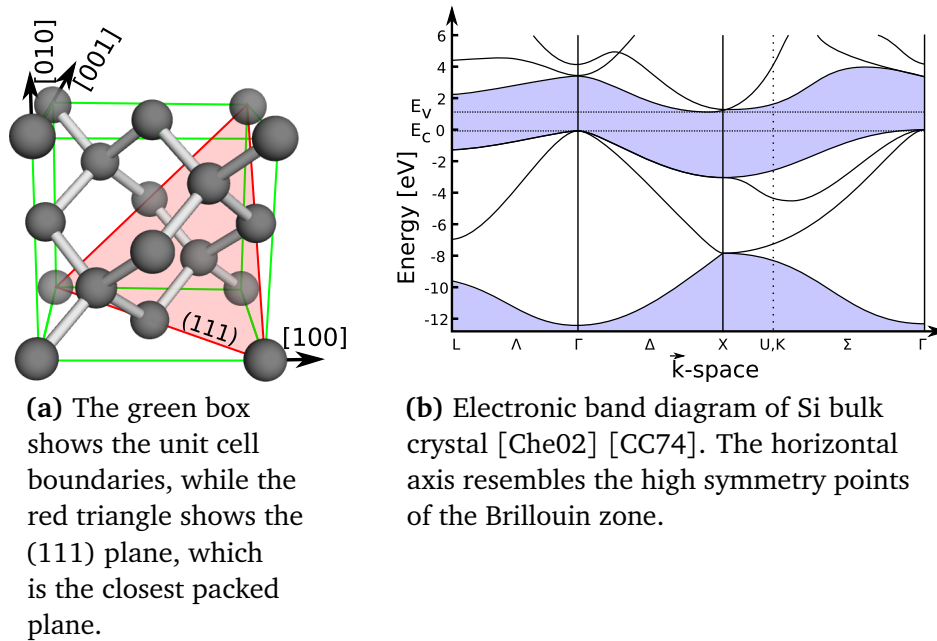 [010]
[001]
[100]
(111)
6
4
2
0
-2
-4
-6
-8
-10
-12
E_v
E_c
Energy [eV]
L Λ Γ Δ X U,K Σ Γ
k-space
(a) The green box
shows the unit cell
boundaries, while the
red triangle shows the
(111) plane, which
is the closest packed
plane.
(b) Electronic band diagram of Si bulk
crystal [Che02] [CC74]. The horizontal
axis resembles the high symmetry points
of the Brillouin zone.